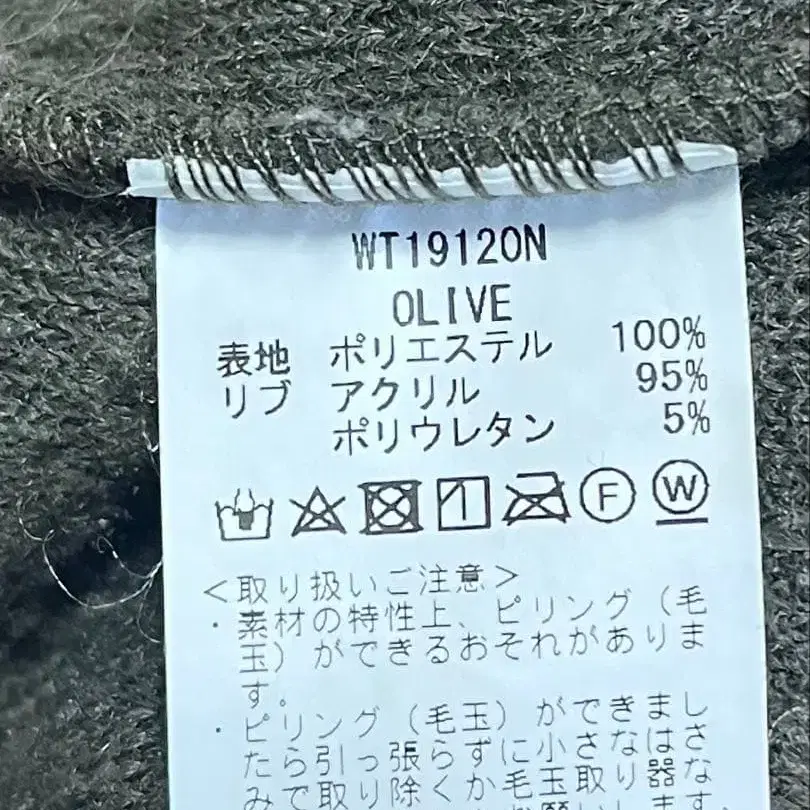 WT19120N
OLIVE
表地 ポリエステル 100%
リブ アクリル 95%
ポリウレタン 5%
F W
<取り扱いご注意>
・素材の特性上、ピリング(毛
玉)ができるおそれがありま
す。
・ピリング(毛玉)ができまし
たら引っ張らずに小さなはさ
みで取り除くか毛玉取り器な